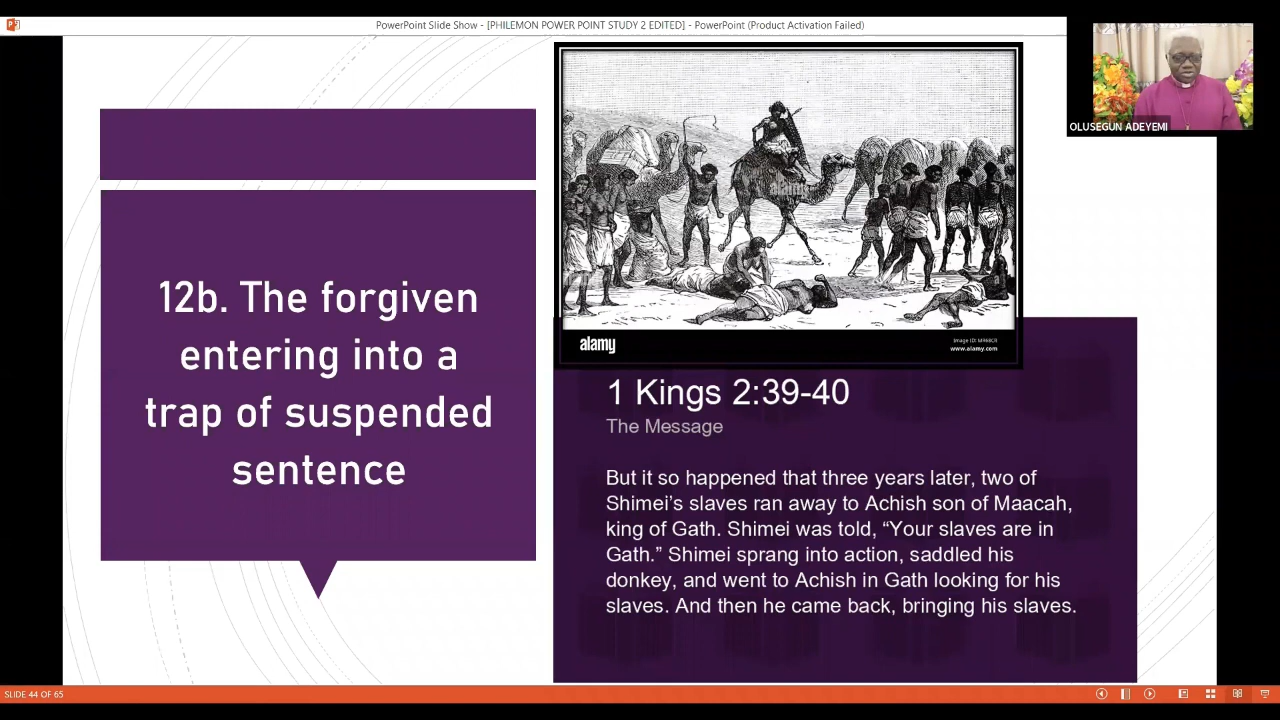 PowerPoint Slide Show - [PHILEMON POWER POINT STUDY 2 EDITED] - PowerPoint (Product Activation Failed)
OLUSEGUN ADEYEMI
12b. The forgiven
entering into a
trap of suspended
sentence
alamy
alamy
Image ID: MR68CR
www.alamy.com
1 Kings 2:39-40
The Message
But it so happened that three years later, two of
Shimei’s slaves ran away to Achish son of Maacah,
king of Gath. Shimei was told, “Your slaves are in
Gath.” Shimei sprang into action, saddled his
donkey, and went to Achish in Gath looking for his
slaves. And then he came back, bringing his slaves.
SLIDE 44 OF 65